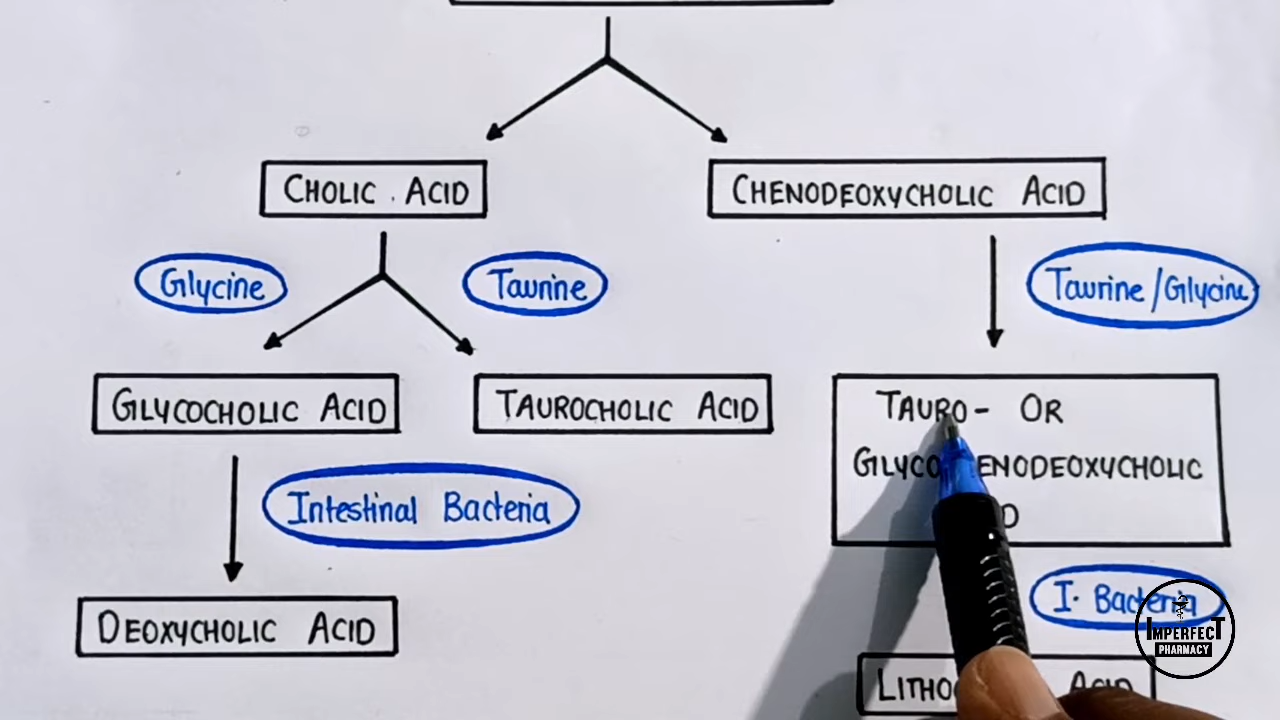 CHOLIC ACID
CHENODEOXYCHOLIC ACID
Glycine
Taurine
Taurine/Glycine
GLYCOCHOLIC ACID
TAUROCHOLIC ACID
TAURO- OR
ENODEOXYCHOLIC
Intestinal Bacteria
I. Bacteria
DEOXYCHOLIC ACID
ACID
IMPERFECT
PHARMACY